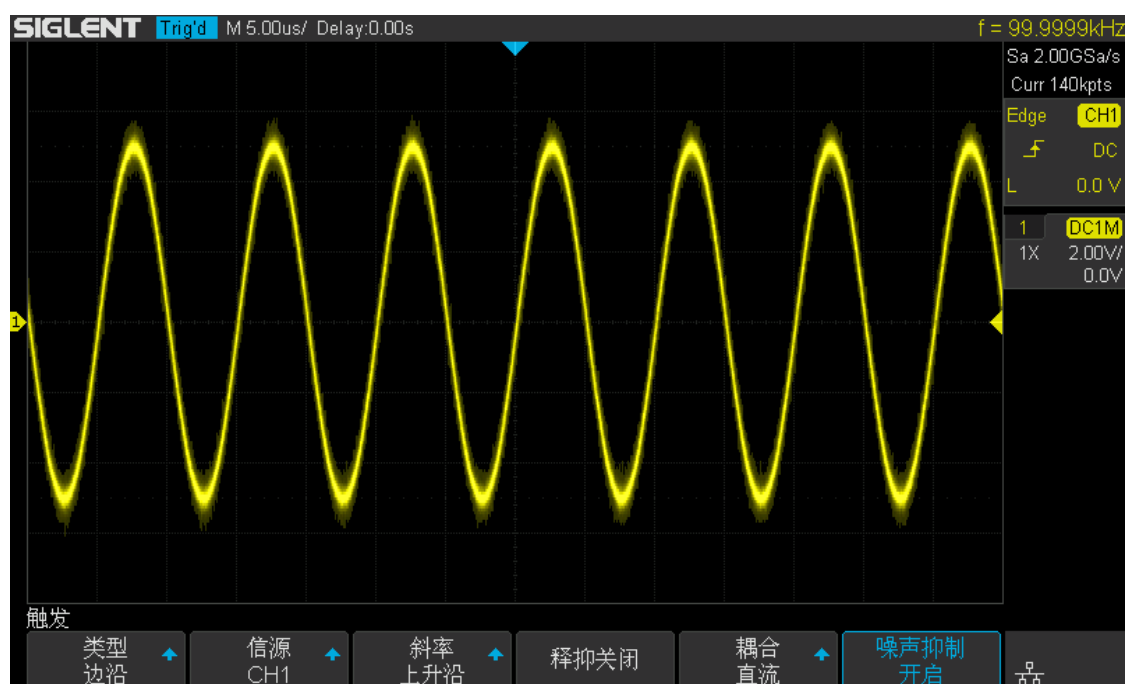 SIGLENT Trig'd M 5.00us/ Delay:0.00s f = 99.9999kHz
Sa 2.00GSa/s
Curr 140kpts
Edge CH1
DC
L 0.0 V
1 DC1M
1X 2.00V/
0.0V
1
触发
类型 信源 斜率 释抑关闭 耦合 噪声抑制
边沿 CH1 上升沿 直流 开启